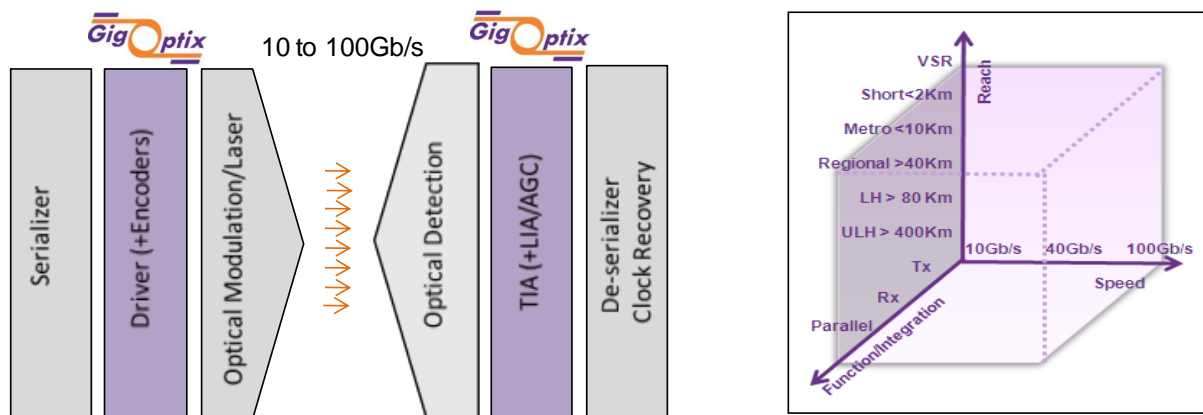 GigOptix
10 to 100Gb/s
GigOptix
Serializer
Driver (+Encoders)
Optical Modulation/Laser
Optical Detection
TIA (+LIA/AGC)
De-serializer
Clock Recovery
VSR
Short<2Km
Metro <10Km
Regional >40Km
LH > 80 Km
ULH > 400Km
Reach
10Gb/s
40Gb/s
100Gb/s
Speed
Tx
Rx
Parallel
Function/Integration